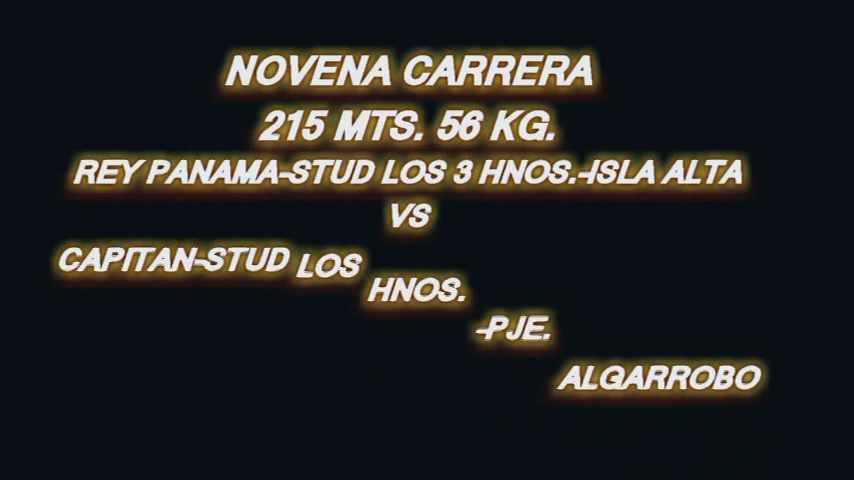 NOVENA CARRERA
215 MTS. 56 KG.
REY PANAMA-STUD LOS 3 HNOS.-ISLA ALTA
VS
CAPITAN-STUD LOS HNOS. -PJE. ALGARROBO